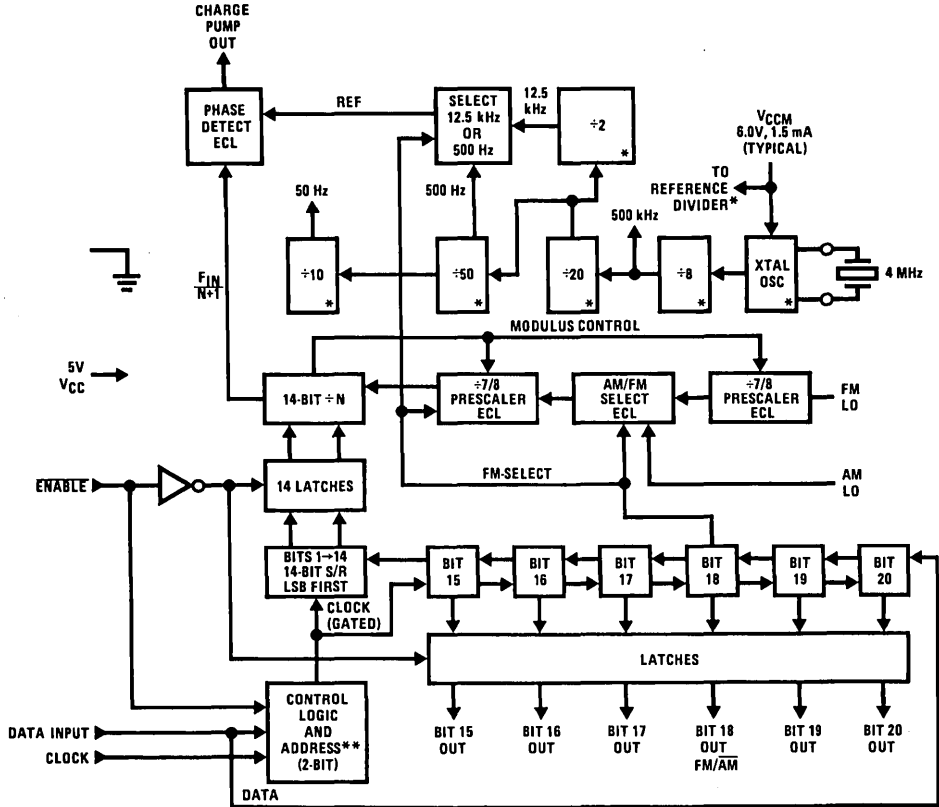 CHARGE
PUMP
OUT
PHASE
DETECT
ECL
REF
SELECT
12.5 kHz
OR
500 Hz
12.5
kHz
÷2
*
VCCM
6.0V, 1.5 mA
(TYPICAL)
TO
REFERENCE
DIVIDER*
50 Hz
500 Hz
500 kHz
÷10
*
÷50
*
÷20
*
÷8
*
XTAL
OSC
*
4 MHz
FIN
N+1
MODULUS CONTROL
5V
VCC
14-BIT ÷N
÷7/8
PRESCALER
ECL
AM/FM
SELECT
ECL
÷7/8
PRESCALER
ECL
FM
LO
ENABLE
14 LATCHES
FM-SELECT
AM
LO
BITS 1→14
14-BIT S/R
LSB FIRST
BIT
15
BIT
16
BIT
17
BIT
18
BIT
19
BIT
20
CLOCK
(GATED)
LATCHES
CONTROL
LOGIC
AND
ADDRESS**
(2-BIT)
DATA INPUT
CLOCK
DATA
BIT 15
OUT
BIT 16
OUT
BIT 17
OUT
BIT 18
OUT
FM/AM
BIT 19
OUT
BIT 20
OUT